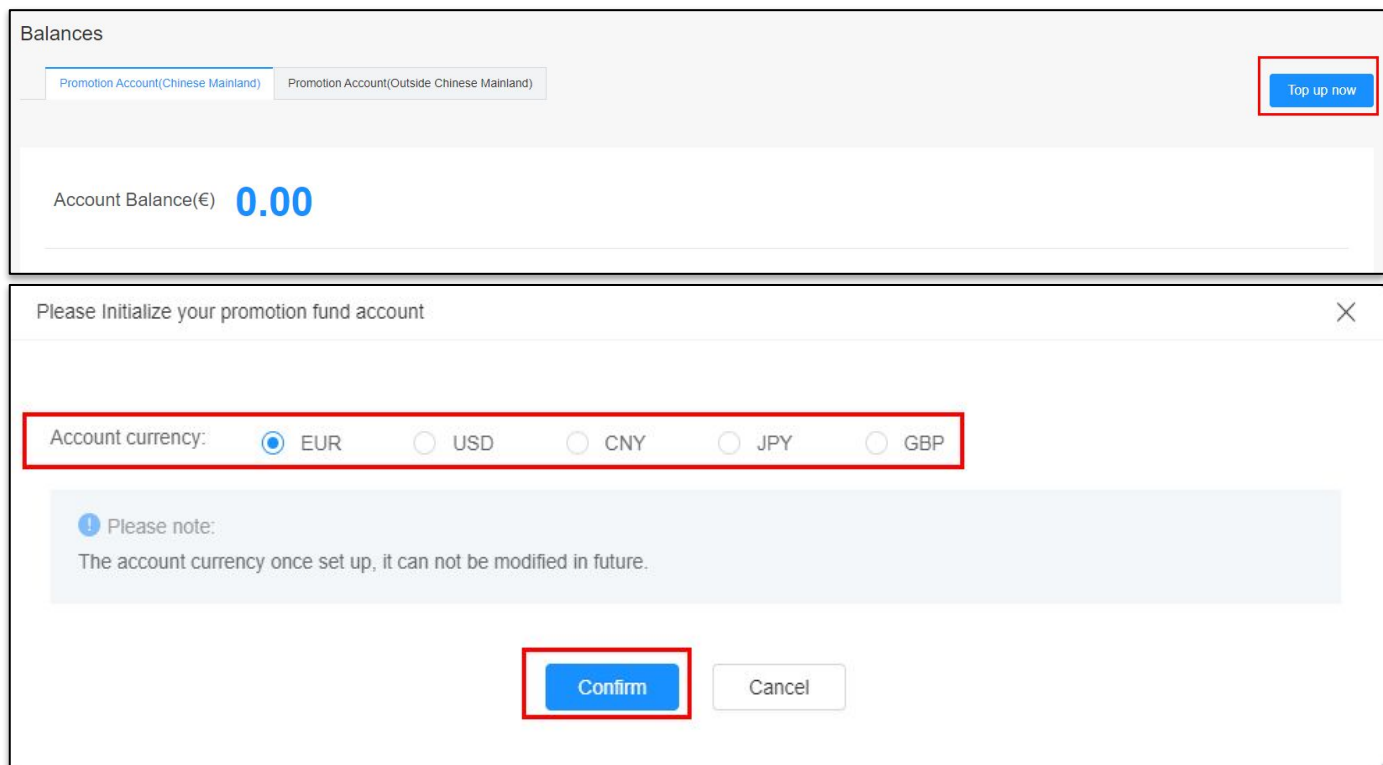 Balances
Promotion Account(Chinese Mainland) Promotion Account(Outside Chinese Mainland)
Top up now
Account Balance(€) 0.00
Please Initialize your promotion fund account
Account currency: EUR USD CNY JPY GBP
Please note:
The account currency once set up, it can not be modified in future.
Confirm Cancel